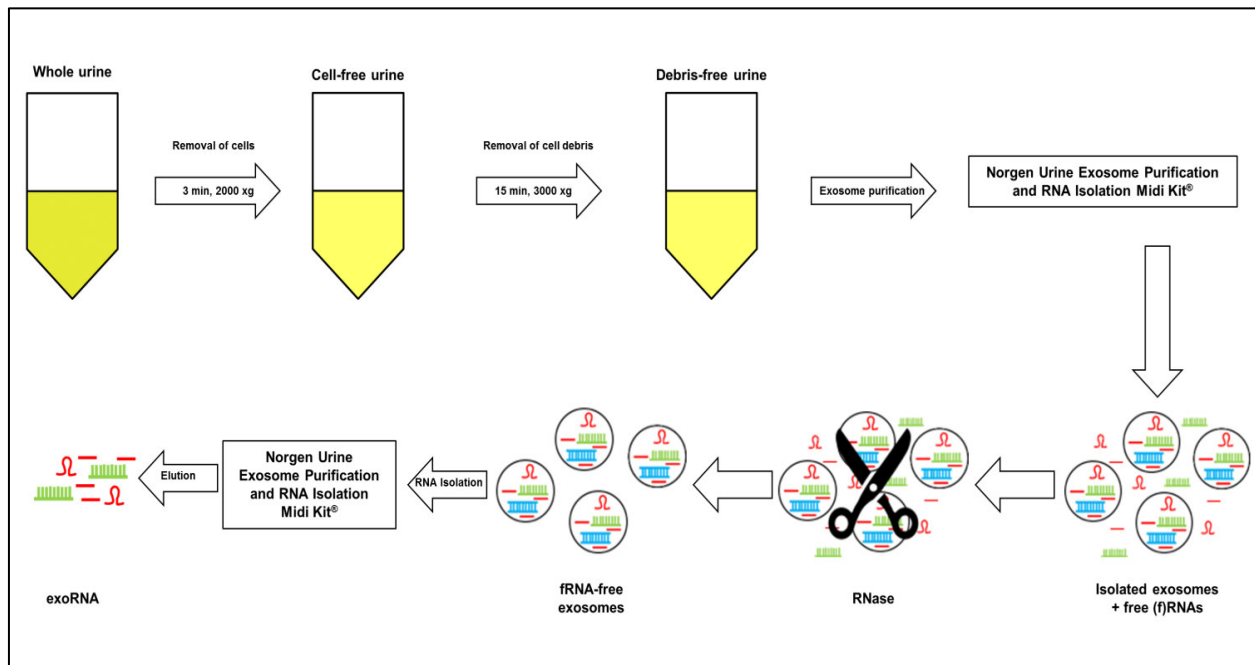 Whole urine
Removal of cells
3 min, 2000 xg
Cell-free urine
Removal of cell debris
15 min, 3000 xg
Debris-free urine
Exosome purification
Norgen Urine Exosome Purification
and RNA Isolation Midi Kit®
Isolated exosomes
+ free (f)RNAs
RNase
fRNA-free
exosomes
RNA Isolation
Norgen Urine
Exosome Purification
and RNA Isolation
Midi Kit®
Elution
exoRNA